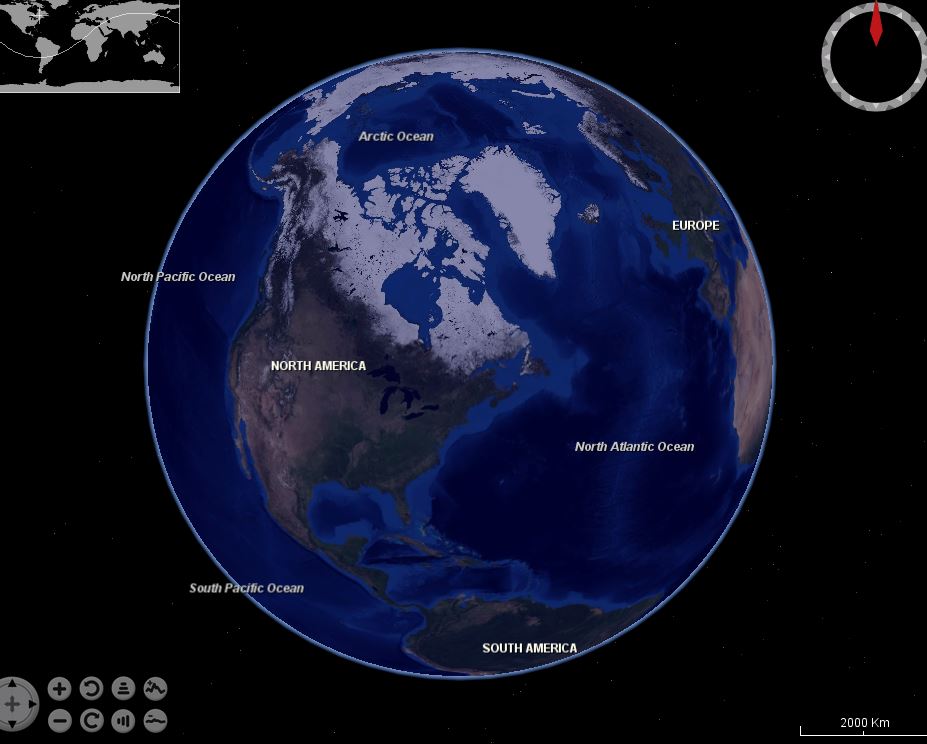 Arctic Ocean
EUROPE
North Pacific Ocean
NORTH AMERICA
North Atlantic Ocean
South Pacific Ocean
SOUTH AMERICA
2000 Km